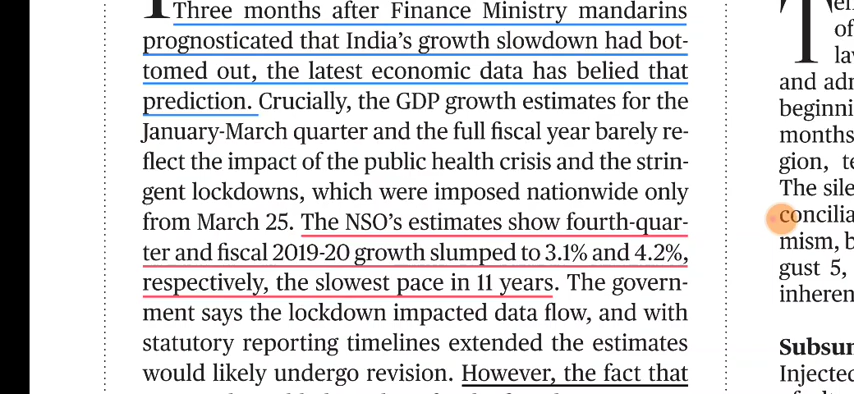 Three months after Finance Ministry mandarins
prognosticated that India's growth slowdown had bot-
tomed out, the latest economic data has belied that
prediction. Crucially, the GDP growth estimates for the
January-March quarter and the full fiscal year barely re-
flect the impact of the public health crisis and the strin-
gent lockdowns, which were imposed nationwide only
from March 25. The NSO's estimates show fourth-quar-
ter and fiscal 2019-20 growth slumped to 3.1% and 4.2%,
respectively, the slowest pace in 11 years. The govern-
ment says the lockdown impacted data flow, and with
statutory reporting timelines extended the estimates
would likely undergo revision. However, the fact that
T
of
and
beginni
months
gion,
The
mism,
gust 5,
inheren
Subsu
Injected